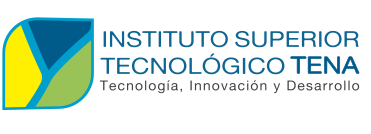 INSTITUTO SUPERIOR
TECNOLÓGICO TENA
Tecnología, Innovación y Desarrollo